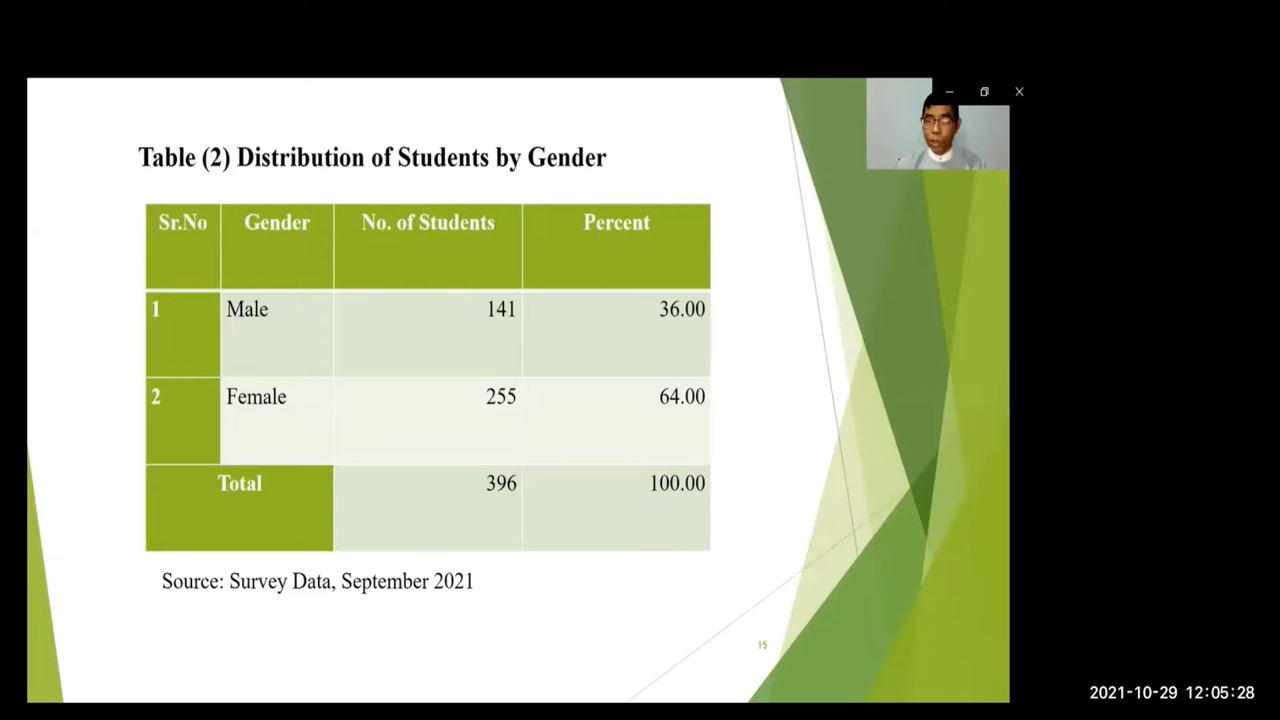 Table (2) Distribution of Students by Gender
Sr.No Gender No. of Students Percent
1 Male 141 36.00
2 Female 255 64.00
Total 396 100.00
Source: Survey Data, September 2021
15
2021-10-29 12:05:28